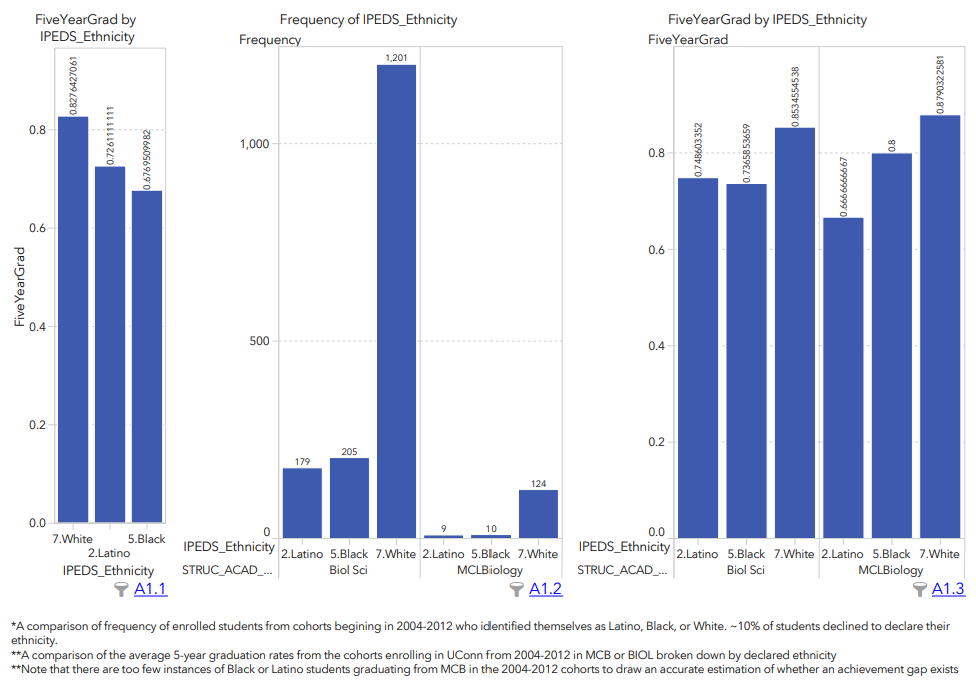 FiveYearGrad by
IPEDS_Ethnicity
0.8276427061
0.7261111111
0.6769509982
0.8
0.6
0.4
0.2
0.0
FiveYearGrad
7.White
2.Latino
5.Black
IPEDS_Ethnicity
A1.1
Frequency of IPEDS_Ethnicity
Frequency
1,201
1,000
500
0
179
205
9
10
124
IPEDS_Ethnicity
2.Latino 5.Black 7.White 2.Latino 5.Black 7.White
STRUC_ACAD_... Biol Sci MCLBiology
A1.2
FiveYearGrad by IPEDS_Ethnicity
FiveYearGrad
0.748603352
0.7365853659
0.8534554538
0.6666666667
0.8
0.8790322581
0.8
0.6
0.4
0.2
0.0
IPEDS_Ethnicity
2.Latino 5.Black 7.White 2.Latino 5.Black 7.White
STRUC_ACAD_... Biol Sci MCLBiology
A1.3
*A comparison of frequency of enrolled students from cohorts begining in 2004-2012 who identified themselves as Latino, Black, or White. ~10% of students declined to declare their
ethnicity.
**A comparison of the average 5-year graduation rates from the cohorts enrolling in UConn from 2004-2012 in MCB or BIOL broken down by declared ethnicity
**Note that there are too few instances of Black or Latino students graduating from MCB in the 2004-2012 cohorts to draw an accurate estimation of whether an achievement gap exists